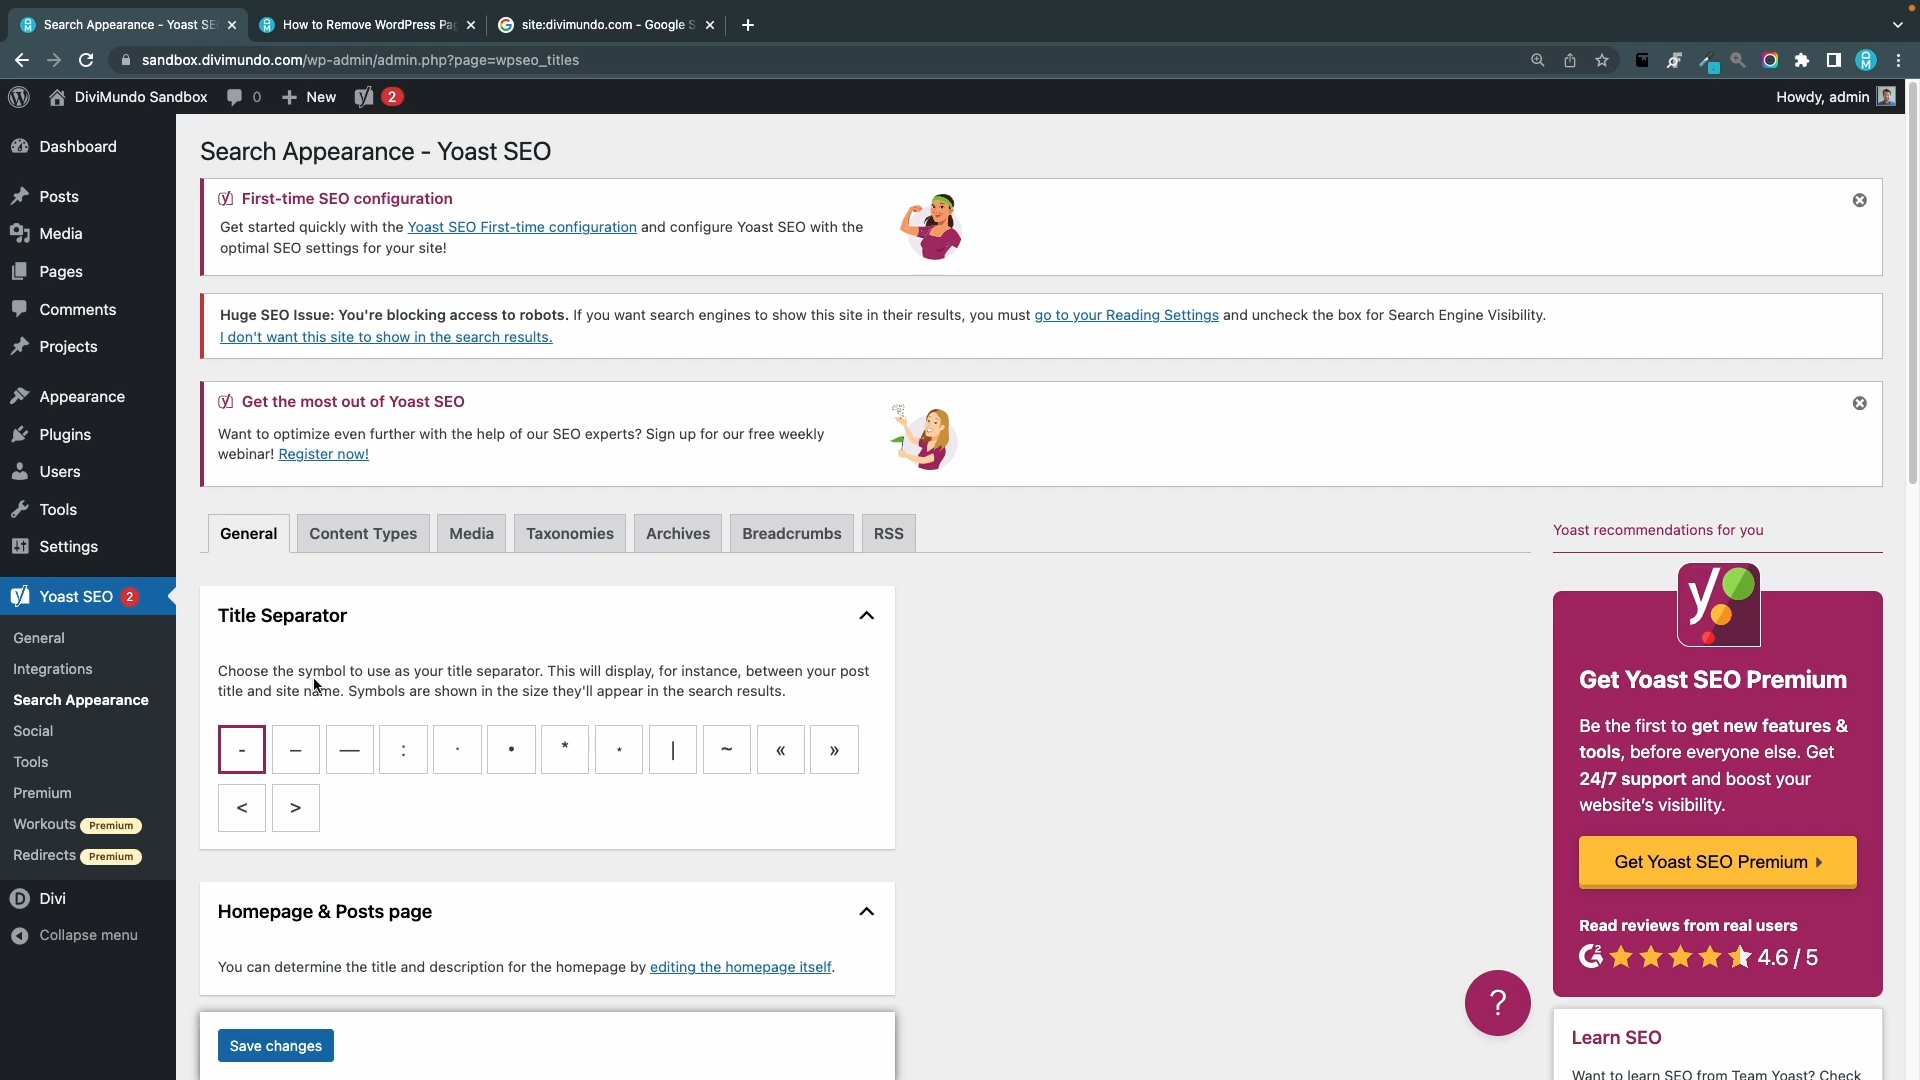 Search Appearance - Yoast SE
How to Remove WordPress Pa
site:divimundo.com - Google S
sandbox.divimundo.com/wp-admin/admin.php?page=wpseo_titles
DiviMundo Sandbox
0
New
2
Howdy, admin
Dashboard
Posts
Media
Pages
Comments
Projects
Appearance
Plugins
Users
Tools
Settings
Yoast SEO 2
General
Integrations
Search Appearance
Social
Tools
Premium
Workouts Premium
Redirects Premium
Divi
Collapse menu
Search Appearance - Yoast SEO
First-time SEO configuration
Get started quickly with the Yoast SEO First-time configuration and configure Yoast SEO with the
optimal SEO settings for your site!
Huge SEO Issue: You're blocking access to robots. If you want search engines to show this site in their results, you must go to your Reading Settings and uncheck the box for Search Engine Visibility.
I don't want this site to show in the search results.
Get the most out of Yoast SEO
Want to optimize even further with the help of our SEO experts? Sign up for our free weekly
webinar! Register now!
General Content Types Media Taxonomies Archives Breadcrumbs RSS
Title Separator
Choose the symbol to use as your title separator. This will display, for instance, between your post
title and site name. Symbols are shown in the size they'll appear in the search results.
- – — : · • * ⋆ | ~ « »
< >
Homepage & Posts page
You can determine the title and description for the homepage by editing the homepage itself.
Save changes
Yoast recommendations for you
Get Yoast SEO Premium
Be the first to get new features &
tools, before everyone else. Get
24/7 support and boost your
website's visibility.
Get Yoast SEO Premium
Read reviews from real users
4.6 / 5
?
Learn SEO
Want to learn SEO from Team Yoast? Check